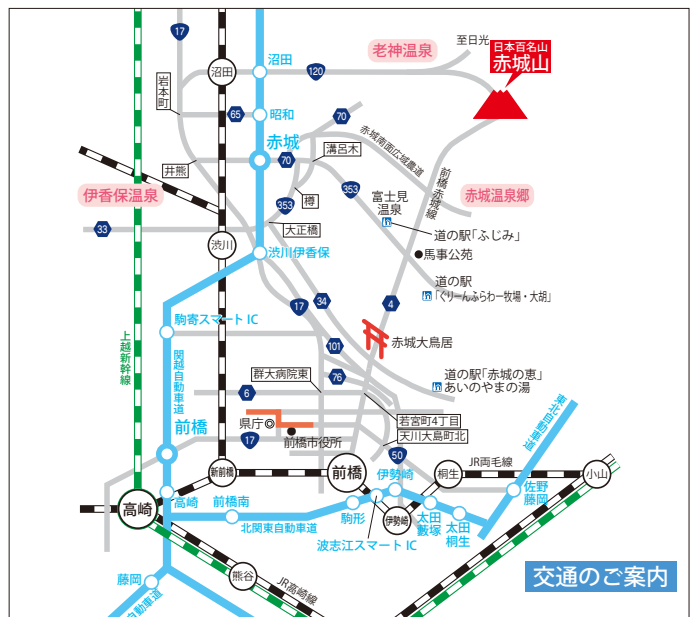 17
沼田
老神温泉
至日光
日本百名山
赤城山
沼田
120
岩本町
65
昭和
70
赤城
赤城南面広域農道
溝呂木
井熊
70
前橋赤城線
伊香保温泉
353
富士見
温泉
赤城温泉郷
樽
353
33
大正橋
道の駅「ふじみ」
渋川
渋川伊香保
馬事公苑
道の駅
「ぐりーんふらわー牧場・大胡」
17
34
4
駒寄スマート IC
上越新幹線
関越自動車道
101
赤城大鳥居
群大病院東
76
道の駅「赤城の恵」
あいのやまの湯
6
若宮町4丁目
東北自動車道
前橋
県庁
17
前橋市役所
天川大島町北
50
新前橋
前橋
伊勢崎
桐生
JR両毛線
小山
高崎
高崎
前橋南
駒形
伊勢崎
太田
藪塚
太田
桐生
佐野
藤岡
北関東自動車道
波志江スマート IC
藤岡
熊谷
JR高崎線
自動車道
交通のご案内